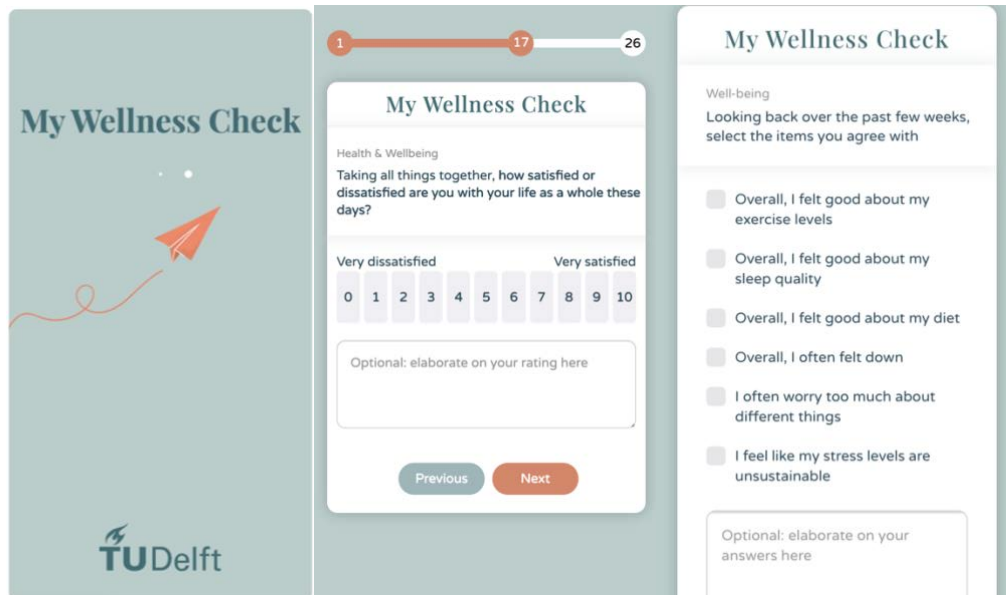 My Wellness Check
TUDelft
1 17 26
My Wellness Check
Health & Wellbeing
Taking all things together, how satisfied or
dissatisfied are you with your life as a whole these
days?
Very dissatisfied Very satisfied
0 1 2 3 4 5 6 7 8 9 10
Optional: elaborate on your rating here
Previous Next
My Wellness Check
Well-being
Looking back over the past few weeks,
select the items you agree with
Overall, I felt good about my
exercise levels
Overall, I felt good about my
sleep quality
Overall, I felt good about my diet
Overall, I often felt down
I often worry too much about
different things
I feel like my stress levels are
unsustainable
Optional: elaborate on your
answers here